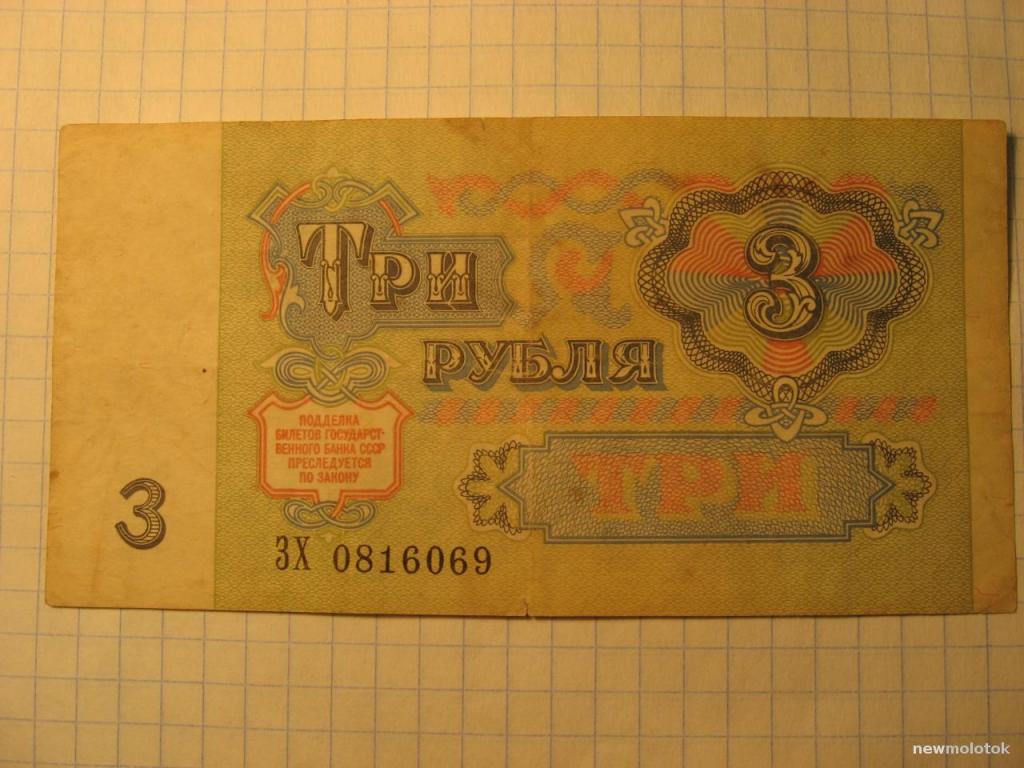 ТРИ
РУБЛЯ
3
ПОДДЕЛКА
БИЛЕТОВ ГОСУДАРСТ-
ВЕННОГО БАНКА СССР
ПРЕСЛЕДУЕТСЯ
ПО ЗАКОНУ
ТРИ
3
ЗХ 0816069
newmolotok